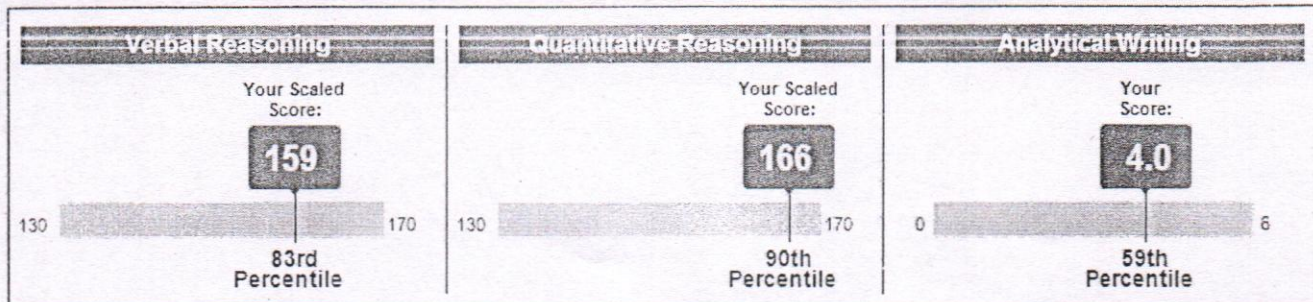 Verbal Reasoning
Your Scaled
Score:
159
130
170
83rd
Percentile
Quantitative Reasoning
Your Scaled
Score:
166
130
170
90th
Percentile
Analytical Writing
Your
Score:
4.0
0
6
59th
Percentile